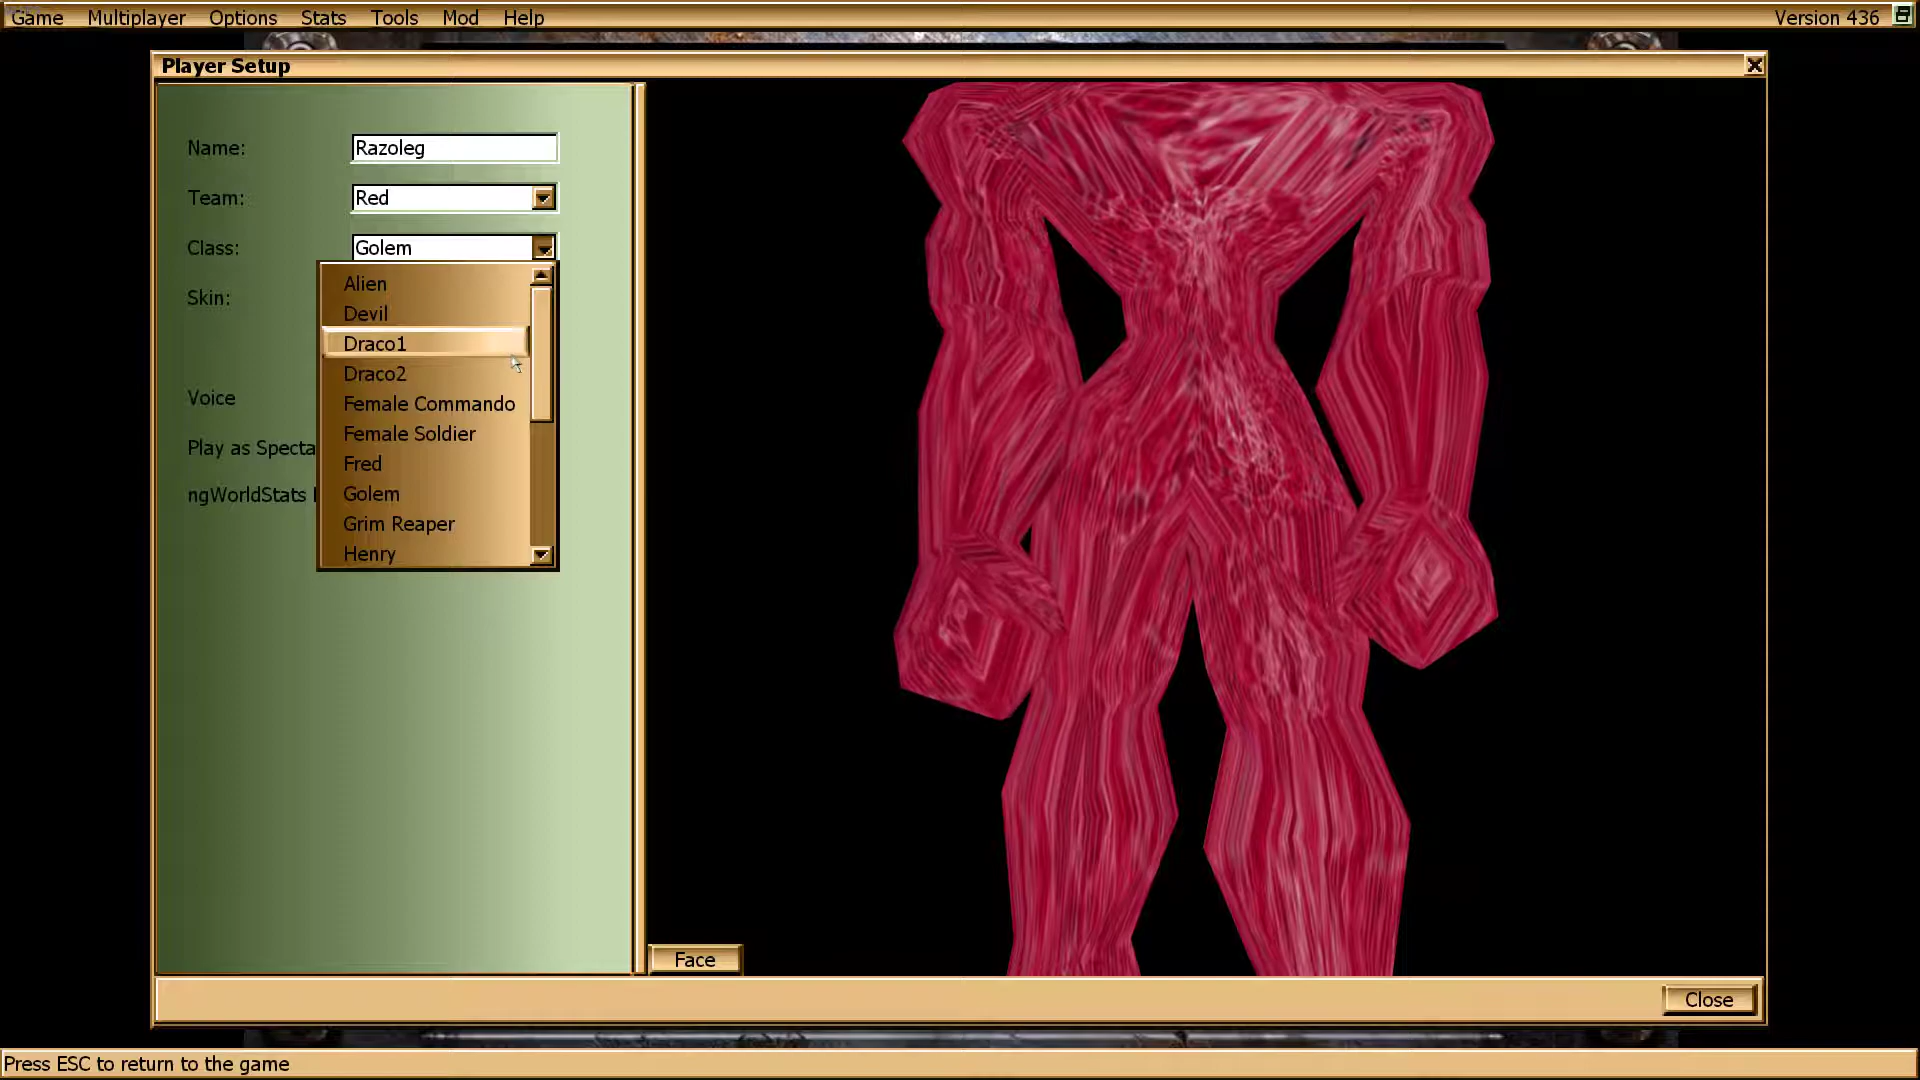 Game Multiplayer Options Stats Tools Mod Help Version 436
Player Setup
Name: Razoleg
Team: Red
Class: Golem
Skin:
Voice
Play as Specta
ngWorldStats
Alien
Devil
Draco1
Draco2
Female Commando
Female Soldier
Fred
Golem
Grim Reaper
Henry
Face
Close
Press ESC to return to the game